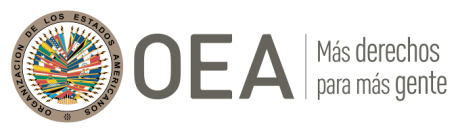 ORGANIZACION DE LOS ESTADOS AMERICANOS
OEA
Más derechos
para más gente